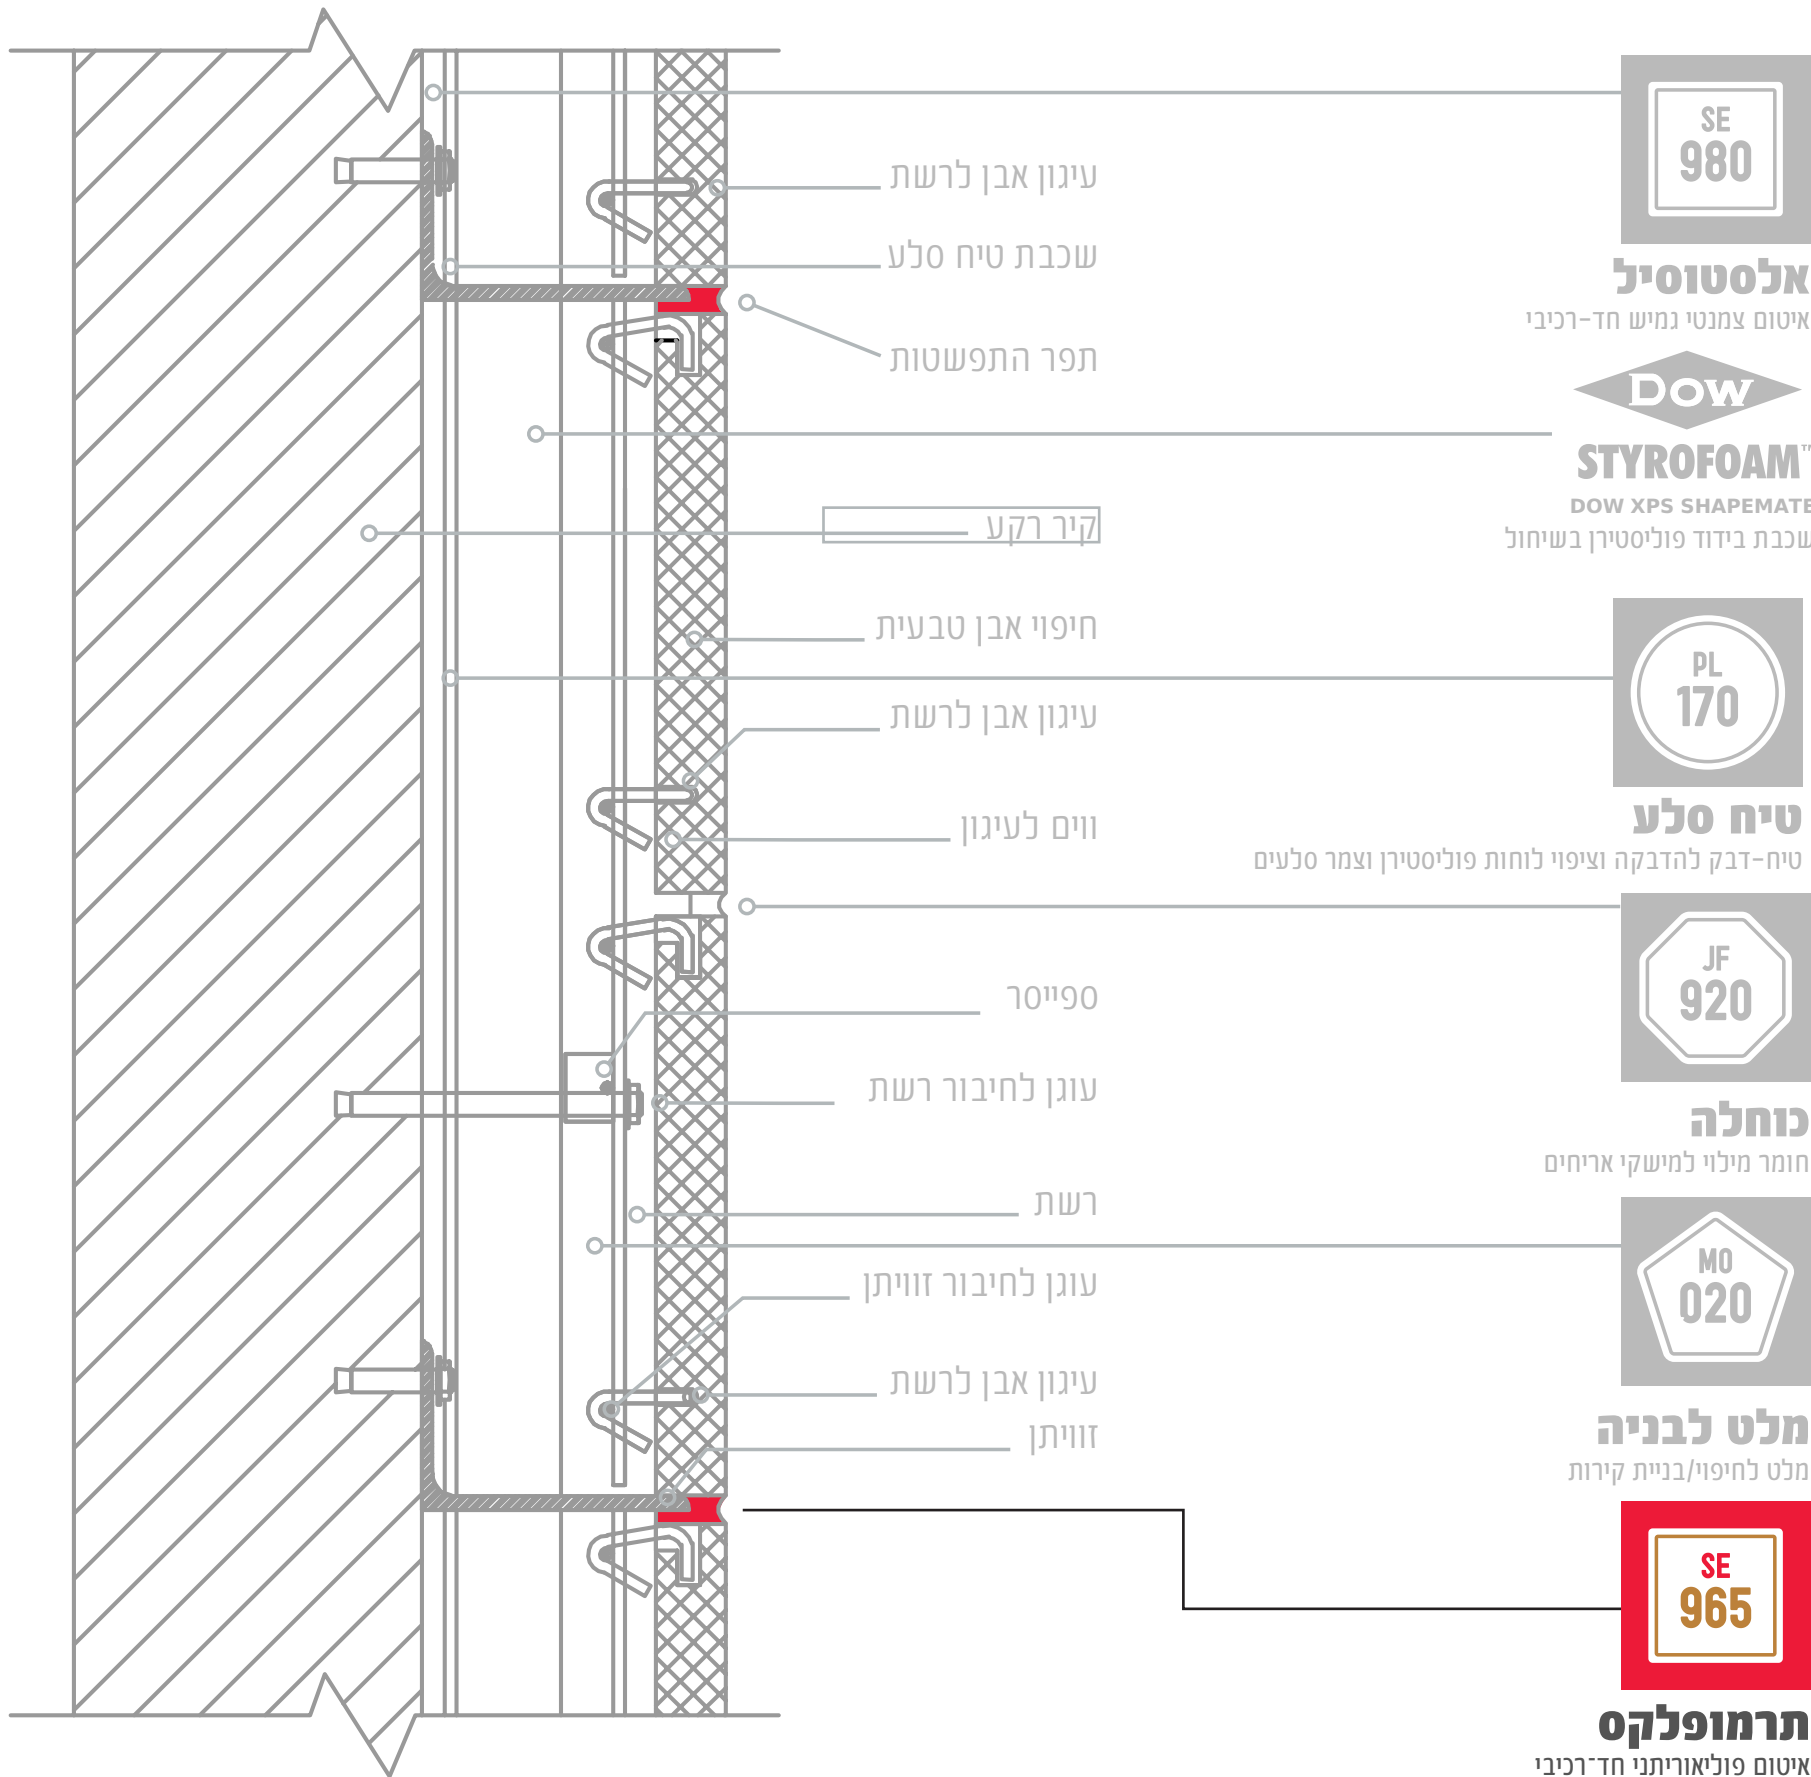 SE
980
אלסטוסיל
איטום צמנטי גמיש חד-רכיבי
עיגון אבן לרשת
שכבת טיח סלע
תפר התפשטות
DOW
STYROFOAM™
DOW XPS SHAPEMATE
שכבת בידוד פוליסטירן בשיחול
קיר רקע
חיפוי אבן טבעית
PL
170
טיח סלע
טיח-דבק להדבקה וציפוי לוחות פוליסטירן וצמר סלעים
עיגון אבן לרשת
ווים לעיגון
JF
920
כוחלה
חומר מילוי למישקי אריחים
ספייסר
עוגן לחיבור רשת
רשת
MO
020
מלט לבניה
מלט לחיפוי/בניית קירות
עוגן לחיבור זוויתן
עיגון אבן לרשת
זוויתן
SE
965
תרמופלקס
איטום פוליאוריתני חד־רכיבי